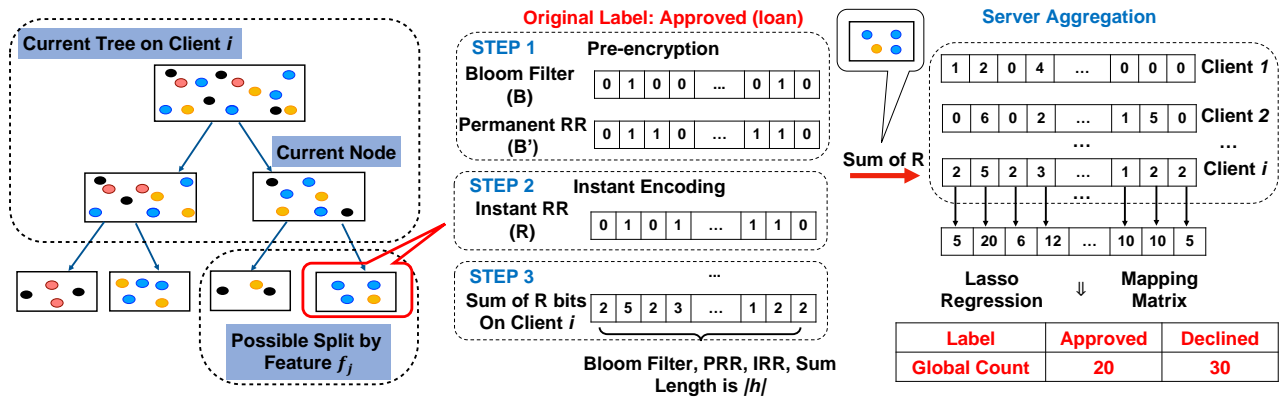 Current Tree on Client i
Current Node
Possible Split by
Feature f_j
Original Label: Approved (loan)
STEP 1
Pre-encryption
Bloom Filter
(B)
0 1 0 0 ... 0 1 0
Permanent RR
(B')
0 1 1 0 ... 1 1 0
STEP 2
Instant Encoding
Instant RR
(R)
0 1 0 1 ... 1 1 0
STEP 3
...
Sum of R bits
On Client i
2 5 2 3 ... 1 2 2
Bloom Filter, PRR, IRR, Sum
Length is |h|
Sum of R
Server Aggregation
1 2 0 4 ... 0 0 0 Client 1
0 6 0 2 ... 1 5 0 Client 2
... ...
2 5 2 3 ... 1 2 2 Client i
...
5 20 6 12 ... 10 10 5
Lasso
Regression
⇓
Mapping
Matrix
Label Approved Declined
Global Count 20 30